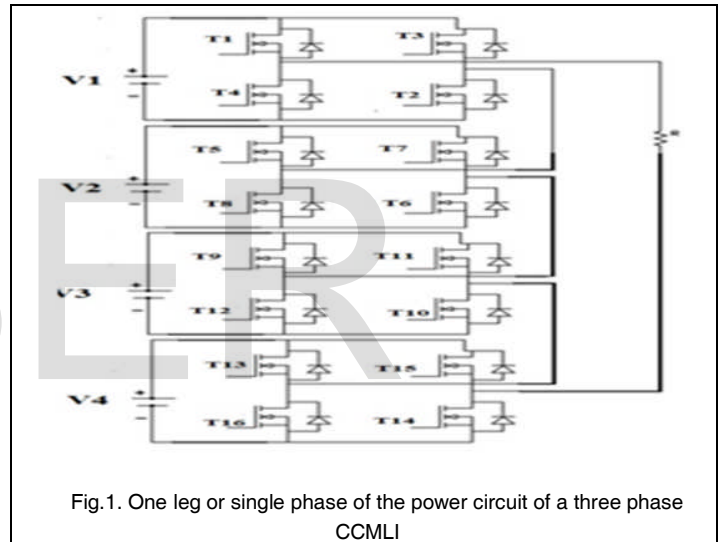 T1 T3
V1 + -
T4 T2
T5 T7
V2 + -
T8 T6
T9 T11
V3 + -
T12 T10
T13 T15
V4 + -
T16 T14
ER
Fig.1. One leg or single phase of the power circuit of a three phase
CCMLI